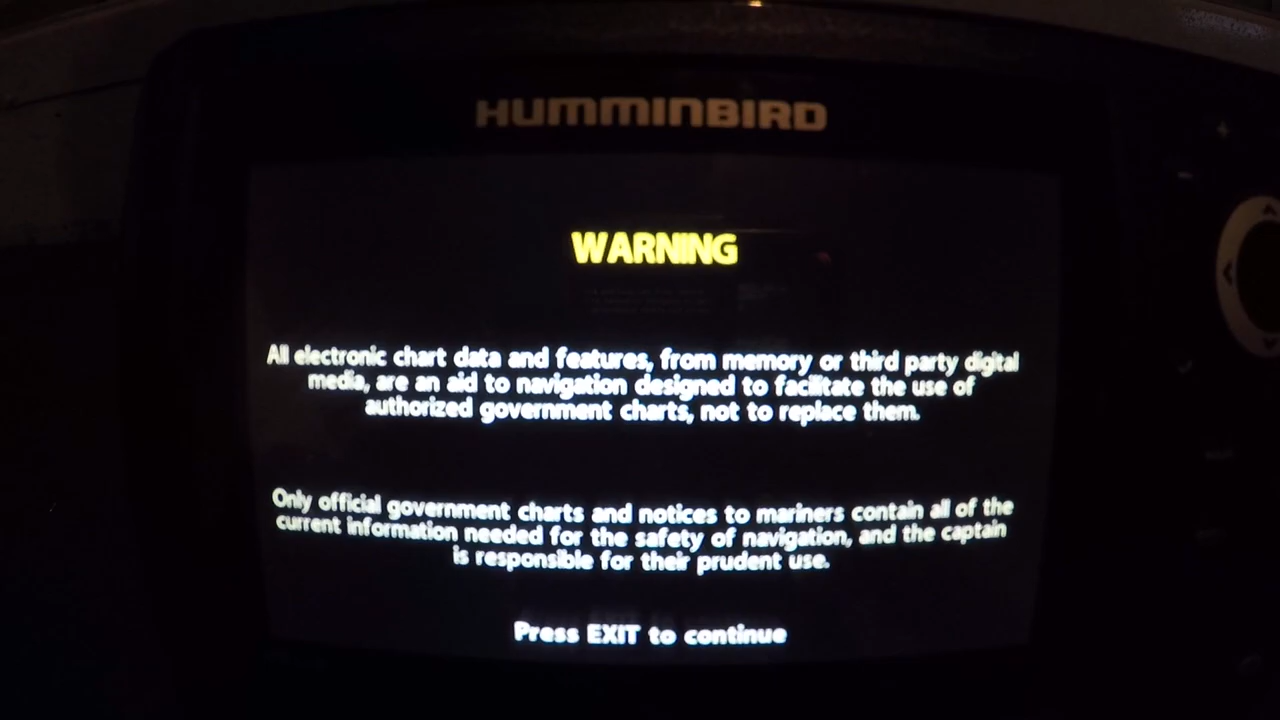 HUMMINBIRD
WARNING
All electronic chart data and features, from memory or third party digital
media, are an aid to navigation designed to facilitate the use of
authorized government charts, not to replace them.
Only official government charts and notices to mariners contain all of the
current information needed for the safety of navigation, and the captain
is responsible for their prudent use.
Press EXIT to continue